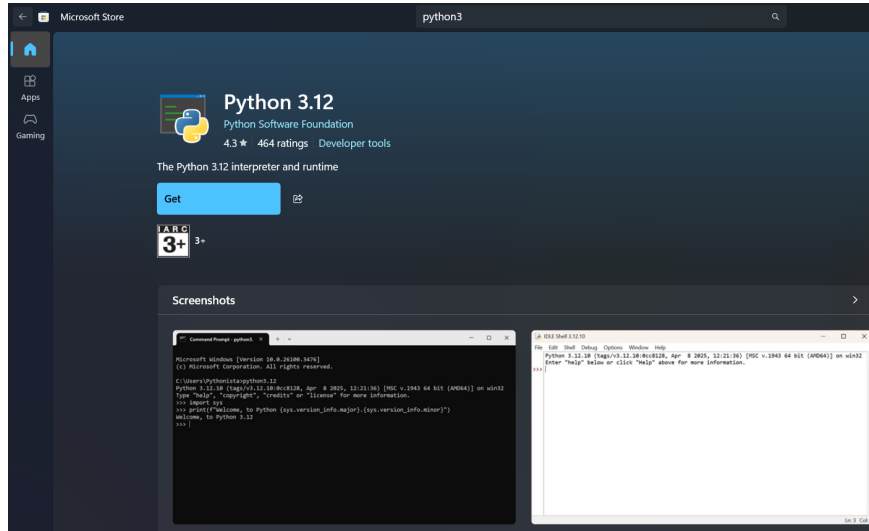 Microsoft Store
python3
Apps
Gaming
Python 3.12
Python Software Foundation
4.3 ★ 464 ratings Developer tools
The Python 3.12 interpreter and runtime
Get
IARC
3+
3+
Screenshots
Command Prompt - python3.
Microsoft Windows [Version 10.0.26100.3476]
(c) Microsoft Corporation. All rights reserved.
C:\Users\Pythonista>python3.12
Python 3.12.10 (tags/v3.12.10:0cc8128, Apr 8 2025, 12:21:36) [MSC v.1943 64 bit (AMD64)] on win32
Type "help", "copyright", "credits" or "license" for more information.
>>> import sys
>>> print(f"Welcome, to Python {sys.version_info.major}.{sys.version_info.minor}")
Welcome, to Python 3.12
>>>
IDLE Shell 3.12.10
File Edit Shell Debug Options Window Help
Python 3.12.10 (tags/v3.12.10:0cc8128, Apr 8 2025, 12:21:36) [MSC v.1943 64 bit (AMD64)] on win32
Enter "help" below or click "Help" above for more information.
>>>
Ln: 3 Col